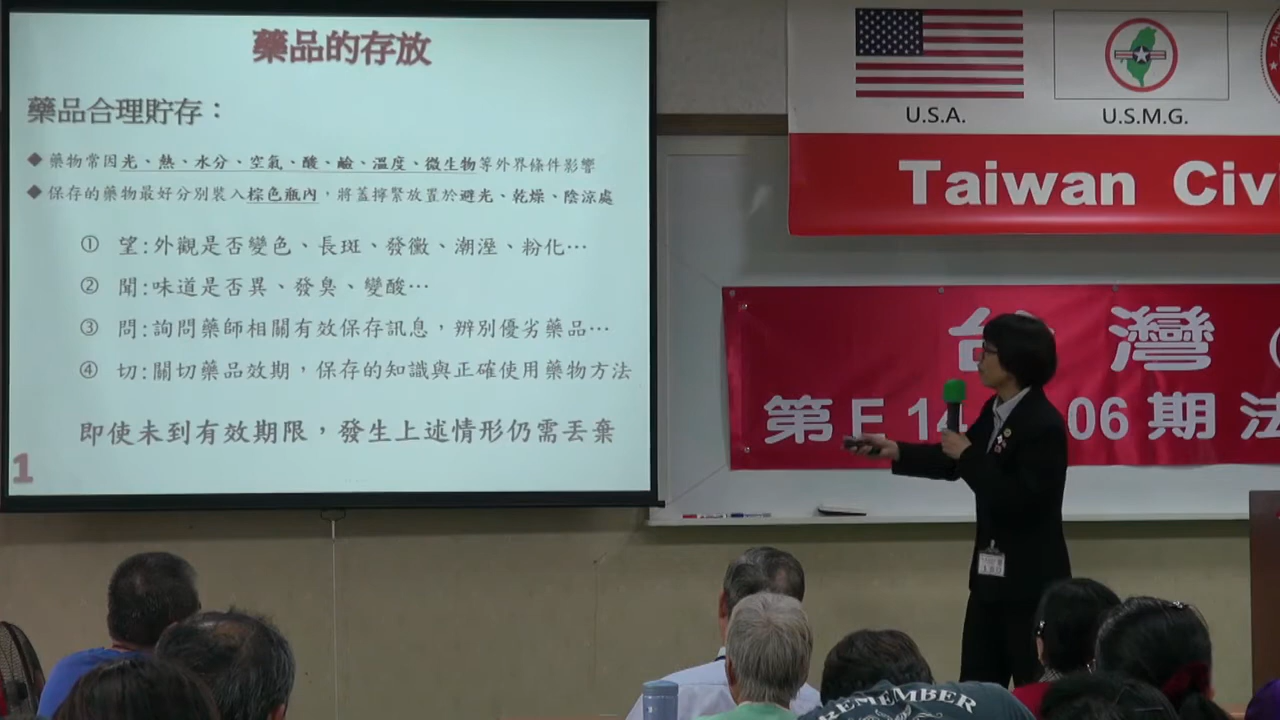 藥品的存放
藥品合理貯存：
◆ 藥物常因光、熱、水分、空氣、酸、鹼、溫度、微生物等外界條件影響
◆ 保存的藥物最好分別裝入棕色瓶內，將蓋擰緊放置於避光、乾燥、陰涼處
① 望:外觀是否變色、長斑、發黴、潮溼、粉化…
② 聞:味道是否異、發臭、變酸…
③ 問:詢問藥師相關有效保存訊息，辨別優劣藥品…
④ 切:關切藥品效期，保存的知識與正確使用藥物方法
即使未到有效期限，發生上述情形仍需丟棄
1
U.S.A.
U.S.M.G.
Taiwan Civ
台灣
第 E 1 06 期 法
REMEMBER